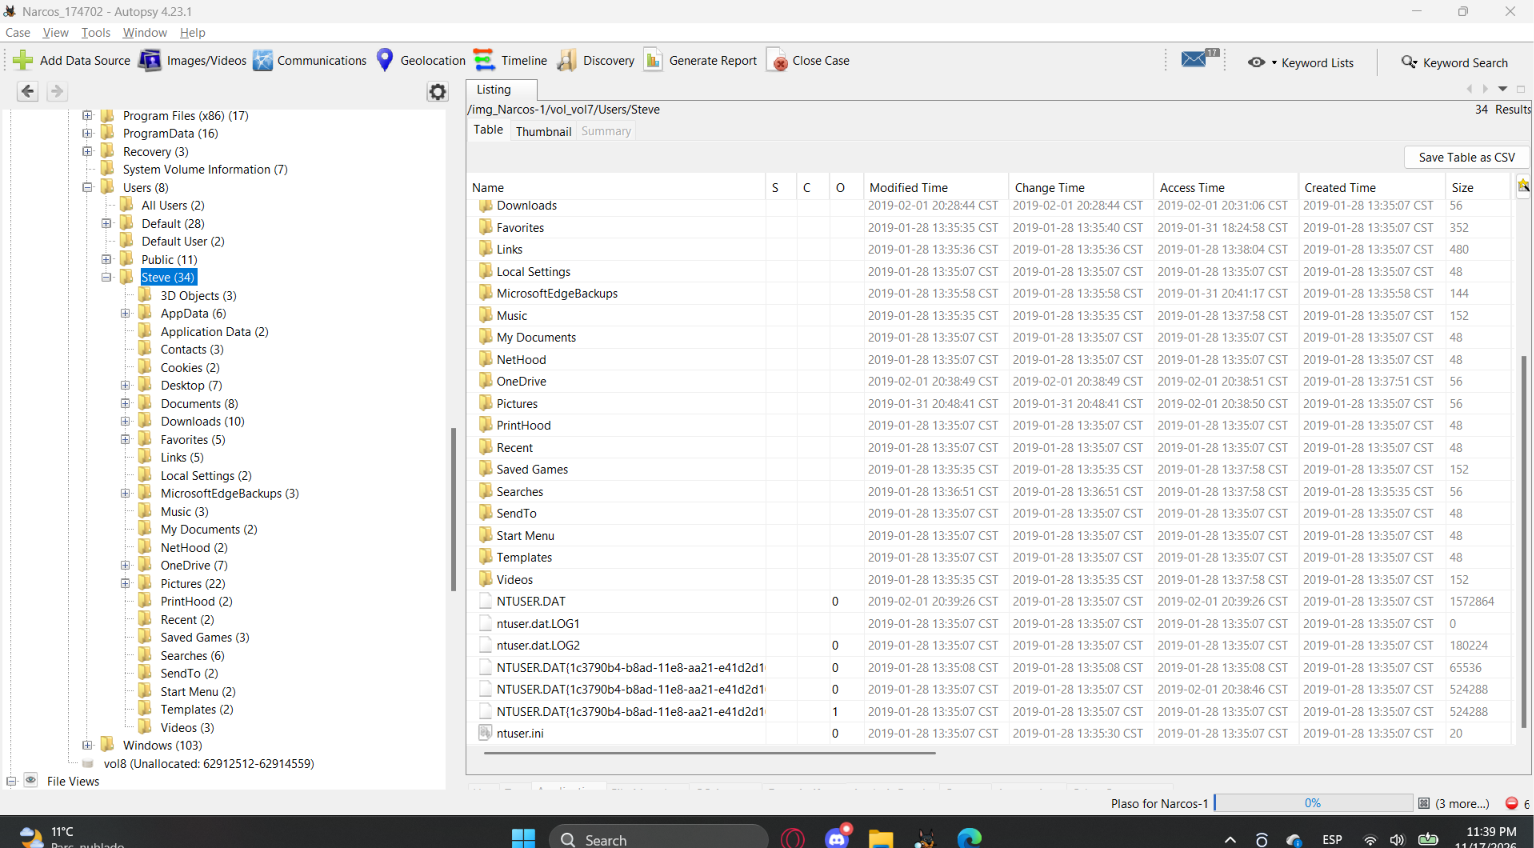 Narcos_174702 - Autopsy 4.23.1
Case View Tools Window Help
Add Data Source Images/Videos Communications Geolocation Timeline Discovery Generate Report Close Case 17 Keyword Lists Keyword Search
Listing
/img_Narcos-1/vol_vol7/Users/Steve 34 Results
Table Thumbnail Summary
Save Table as CSV
Program Files (x86) (17)
ProgramData (16)
Recovery (3)
System Volume Information (7)
Users (8)
All Users (2)
Default (28)
Default User (2)
Public (11)
Steve (34)
3D Objects (3)
AppData (6)
Application Data (2)
Contacts (3)
Cookies (2)
Desktop (7)
Documents (8)
Downloads (10)
Favorites (5)
Links (5)
Local Settings (2)
MicrosoftEdgeBackups (3)
Music (3)
My Documents (2)
NetHood (2)
OneDrive (7)
Pictures (22)
PrintHood (2)
Recent (2)
Saved Games (3)
Searches (6)
SendTo (2)
Start Menu (2)
Templates (2)
Videos (3)
Windows (103)
vol8 (Unallocated: 62912512-62914559)
File Views
Name S C O Modified Time Change Time Access Time Created Time Size
Downloads 2019-02-01 20:28:44 CST 2019-02-01 20:28:44 CST 2019-02-01 20:31:06 CST 2019-01-28 13:35:07 CST 56
Favorites 2019-01-28 13:35:35 CST 2019-01-28 13:35:40 CST 2019-01-31 18:24:58 CST 2019-01-28 13:35:07 CST 352
Links 2019-01-28 13:35:36 CST 2019-01-28 13:35:36 CST 2019-01-28 13:38:04 CST 2019-01-28 13:35:07 CST 480
Local Settings 2019-01-28 13:35:07 CST 2019-01-28 13:35:07 CST 2019-01-28 13:35:07 CST 2019-01-28 13:35:07 CST 48
MicrosoftEdgeBackups 2019-01-28 13:35:58 CST 2019-01-28 13:35:58 CST 2019-01-31 20:41:17 CST 2019-01-28 13:35:58 CST 144
Music 2019-01-28 13:35:35 CST 2019-01-28 13:35:35 CST 2019-01-28 13:37:58 CST 2019-01-28 13:35:07 CST 152
My Documents 2019-01-28 13:35:07 CST 2019-01-28 13:35:07 CST 2019-01-28 13:35:07 CST 2019-01-28 13:35:07 CST 48
NetHood 2019-01-28 13:35:07 CST 2019-01-28 13:35:07 CST 2019-01-28 13:35:07 CST 2019-01-28 13:35:07 CST 48
OneDrive 2019-02-01 20:38:49 CST 2019-02-01 20:38:49 CST 2019-02-01 20:38:51 CST 2019-01-28 13:37:51 CST 56
Pictures 2019-01-31 20:48:41 CST 2019-01-31 20:48:41 CST 2019-02-01 20:38:50 CST 2019-01-28 13:35:07 CST 56
PrintHood 2019-01-28 13:35:07 CST 2019-01-28 13:35:07 CST 2019-01-28 13:35:07 CST 2019-01-28 13:35:07 CST 48
Recent 2019-01-28 13:35:07 CST 2019-01-28 13:35:07 CST 2019-01-28 13:35:07 CST 2019-01-28 13:35:07 CST 48
Saved Games 2019-01-28 13:35:35 CST 2019-01-28 13:35:35 CST 2019-01-28 13:37:58 CST 2019-01-28 13:35:07 CST 152
Searches 2019-01-28 13:36:51 CST 2019-01-28 13:36:51 CST 2019-01-28 13:37:58 CST 2019-01-28 13:35:35 CST 56
SendTo 2019-01-28 13:35:07 CST 2019-01-28 13:35:07 CST 2019-01-28 13:35:07 CST 2019-01-28 13:35:07 CST 48
Start Menu 2019-01-28 13:35:07 CST 2019-01-28 13:35:07 CST 2019-01-28 13:35:07 CST 2019-01-28 13:35:07 CST 48
Templates 2019-01-28 13:35:07 CST 2019-01-28 13:35:07 CST 2019-01-28 13:35:07 CST 2019-01-28 13:35:07 CST 48
Videos 2019-01-28 13:35:35 CST 2019-01-28 13:35:35 CST 2019-01-28 13:37:58 CST 2019-01-28 13:35:07 CST 152
NTUSER.DAT 0 2019-02-01 20:39:26 CST 2019-01-28 13:35:07 CST 2019-02-01 20:39:26 CST 2019-01-28 13:35:07 CST 1572864
ntuser.dat.LOG1 2019-01-28 13:35:07 CST 2019-01-28 13:35:07 CST 2019-01-28 13:35:07 CST 2019-01-28 13:35:07 CST 0
ntuser.dat.LOG2 0 2019-01-28 13:35:07 CST 2019-01-28 13:35:07 CST 2019-01-28 13:35:07 CST 2019-01-28 13:35:07 CST 180224
NTUSER.DAT{1c3790b4-b8ad-11e8-aa21-e41d2d1 0 2019-01-28 13:35:08 CST 2019-01-28 13:35:08 CST 2019-01-28 13:35:08 CST 2019-01-28 13:35:07 CST 65536
NTUSER.DAT{1c3790b4-b8ad-11e8-aa21-e41d2d1 0 2019-01-28 13:35:07 CST 2019-01-28 13:35:07 CST 2019-02-01 20:38:46 CST 2019-01-28 13:35:07 CST 524288
NTUSER.DAT{1c3790b4-b8ad-11e8-aa21-e41d2d1 1 2019-01-28 13:35:07 CST 2019-01-28 13:35:07 CST 2019-01-28 13:35:07 CST 2019-01-28 13:35:07 CST 524288
ntuser.ini 0 2019-01-28 13:35:07 CST 2019-01-28 13:35:30 CST 2019-01-28 13:35:07 CST 2019-01-28 13:35:07 CST 20
Plaso for Narcos-1 0% (3 more...) 6
11°C
Parc. nublado
Search
ESP
11:39 PM
11/17/2026